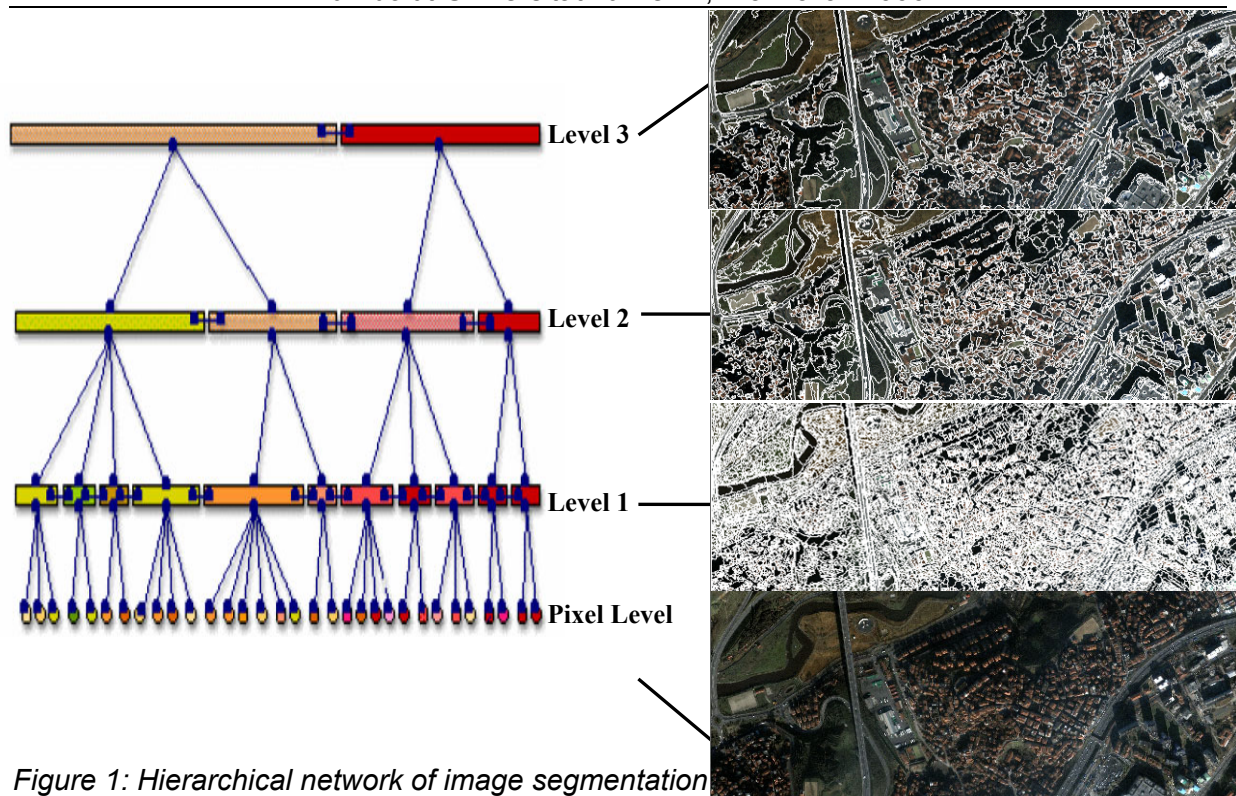 Level 3
Level 2
Level 1
Pixel Level
Figure 1: Hierarchical network of image segmentation